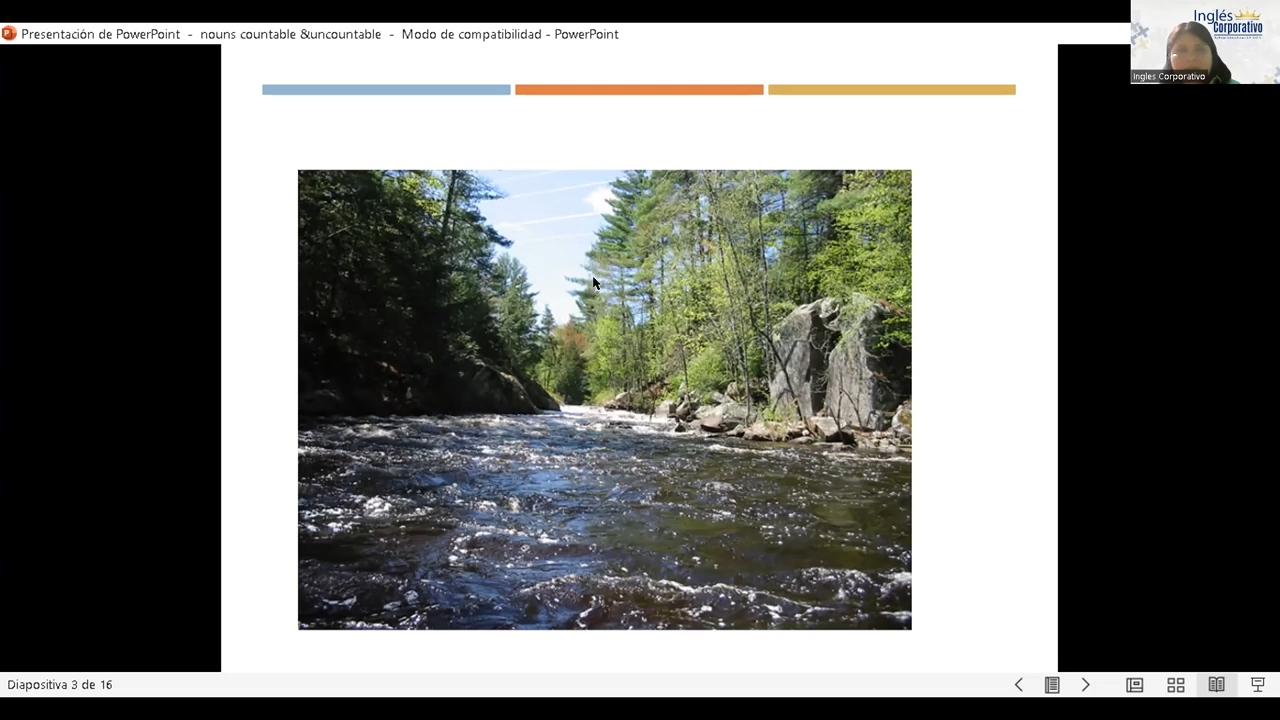 Presentación de PowerPoint - nouns countable &uncountable - Modo de compatibilidad - PowerPoint
Inglés
Corporativo
Ingles Corporativo
Diapositiva 3 de 16